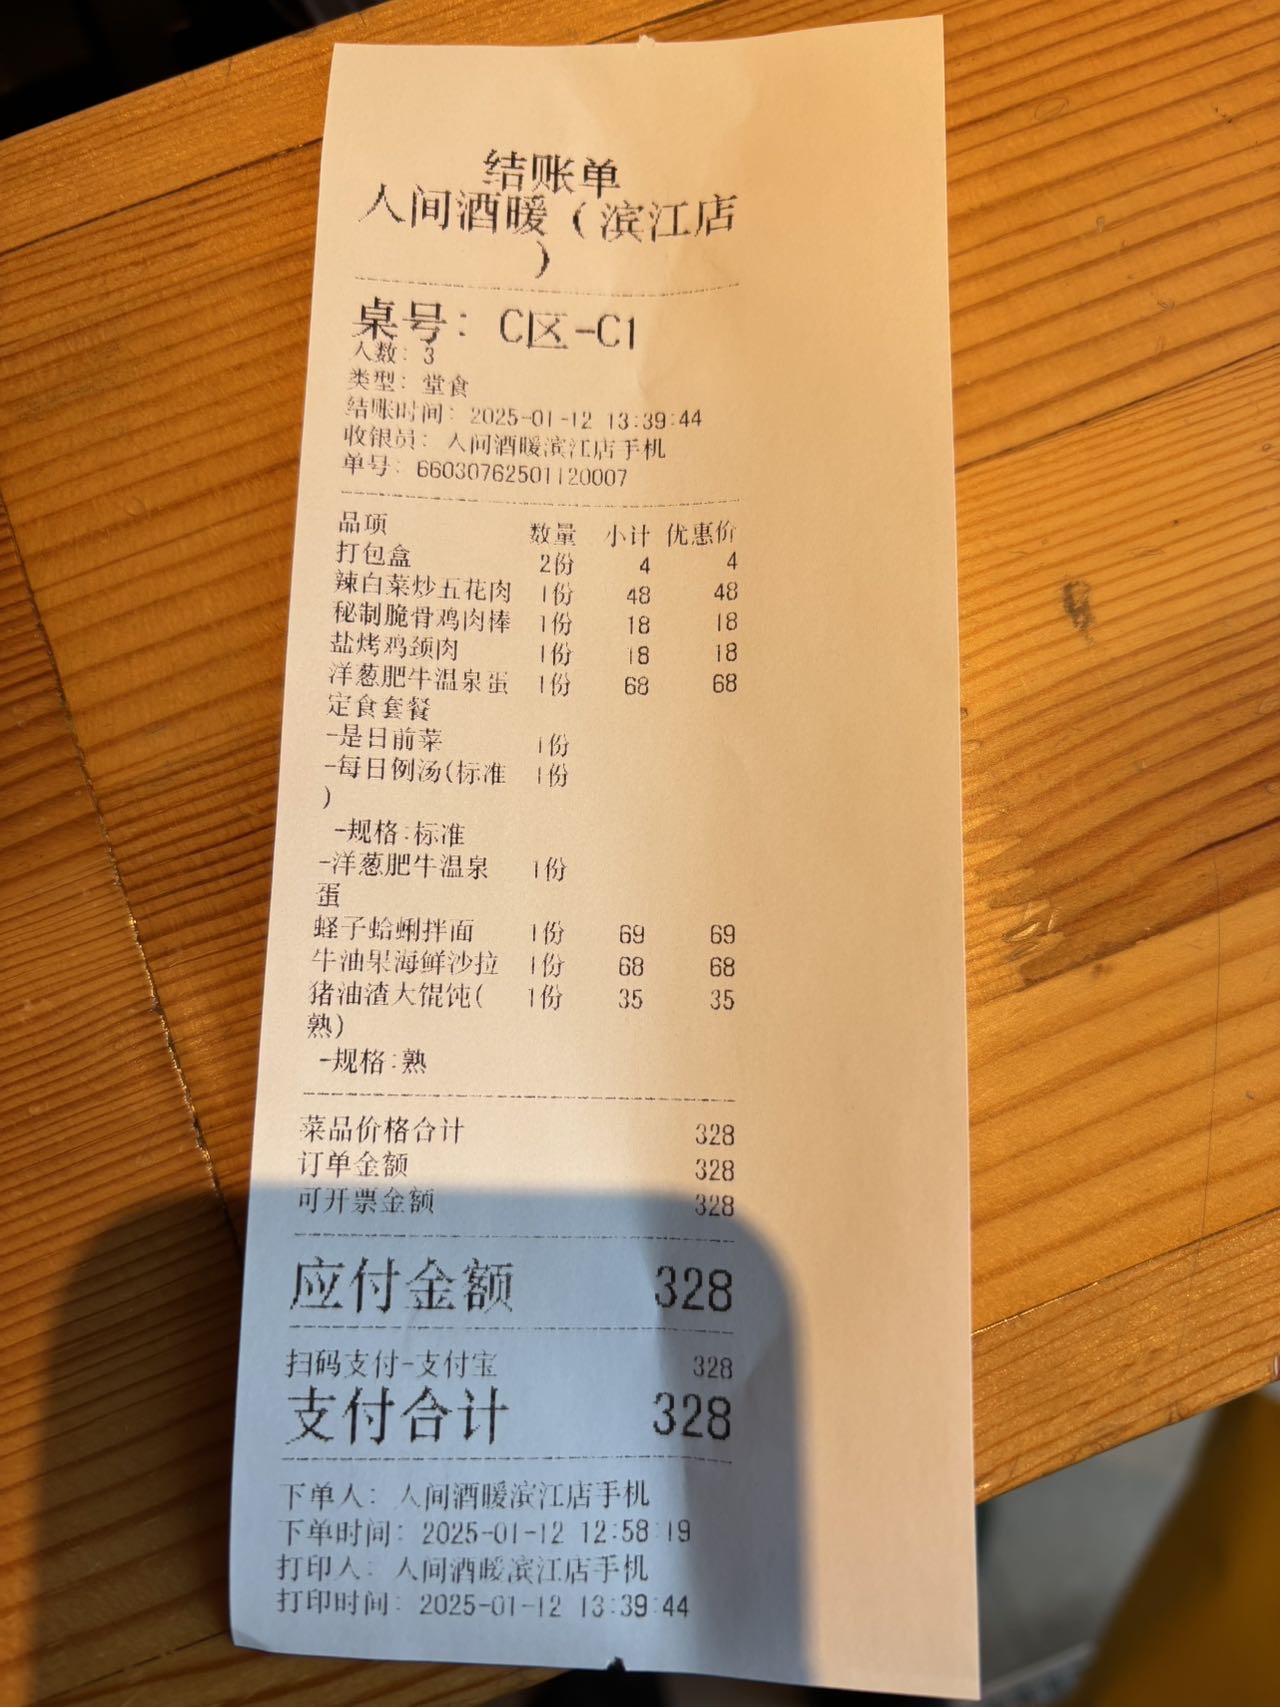 结账单
人间酒暖（滨江店
）
桌号：C区-C1
人数：3
类型：堂食
结账时间：2025-01-12 13:39:44
收银员：人间酒暖滨江店手机
单号：66030762501120007
品项 数量 小计 优惠价
打包盒 2份 4 4
辣白菜炒五花肉 1份 48 48
秘制脆骨鸡肉棒 1份 18 18
盐烤鸡颈肉 1份 18 18
洋葱肥牛温泉蛋 1份 68 68
定食套餐
-是日前菜 1份
-每日例汤(标准 1份
)
-规格:标准
-洋葱肥牛温泉 1份
蛋
蛏子蛤蜊拌面 1份 69 69
牛油果海鲜沙拉 1份 68 68
猪油渣大馄饨( 1份 35 35
熟)
-规格:熟
菜品价格合计 328
订单金额 328
可开票金额 328
应付金额 328
扫码支付-支付宝 328
支付合计 328
下单人：人间酒暖滨江店手机
下单时间：2025-01-12 12:58:19
打印人：人间酒暖滨江店手机
打印时间：2025-01-12 13:39:44